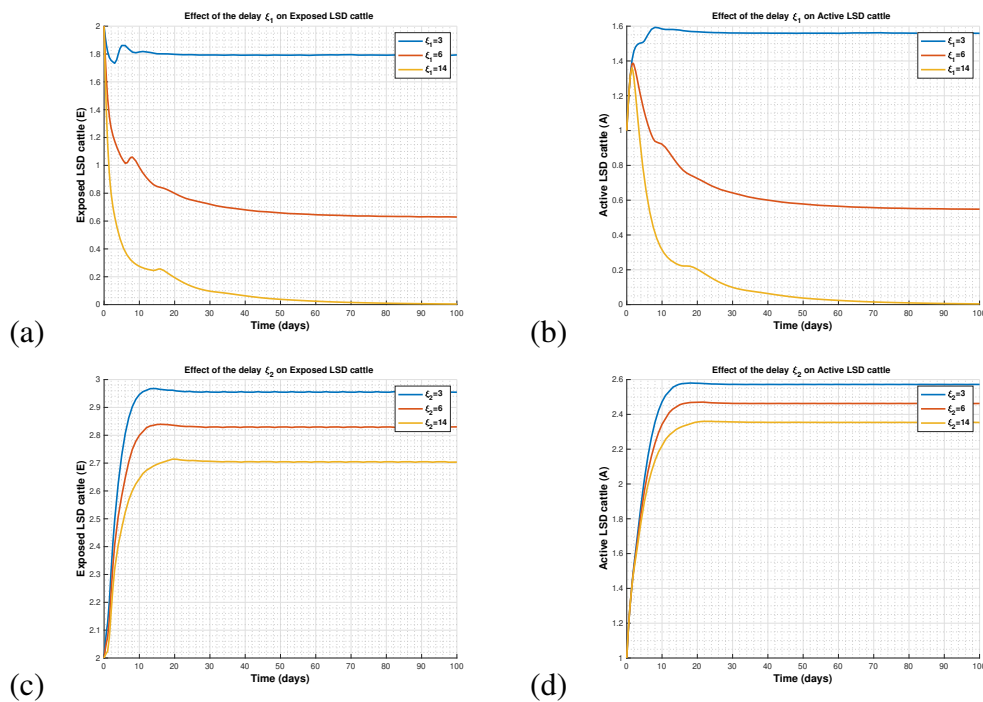 Effect of the delay ξ₁ on Exposed LSD cattle
Exposed LSD cattle (E)
2
1.8
1.6
1.4
1.2
1
0.8
0.6
0.4
0.2
0
0 10 20 30 40 50 60 70 80 90 100
Time (days)
ξ₁=3
ξ₁=6
ξ₁=14
(a)
Effect of the delay ξ₁ on Active LSD cattle
Active LSD cattle (A)
1.6
1.4
1.2
1
0.8
0.6
0.4
0.2
0
0 10 20 30 40 50 60 70 80 90 100
Time (days)
ξ₁=3
ξ₁=6
ξ₁=14
(b)
Effect of the delay ξ₂ on Exposed LSD cattle
Exposed LSD cattle (E)
3
2.9
2.8
2.7
2.6
2.5
2.4
2.3
2.2
2.1
2
0 10 20 30 40 50 60 70 80 90 100
Time (days)
ξ₂=3
ξ₂=6
ξ₂=14
(c)
Effect of the delay ξ₂ on Active LSD cattle
Active LSD cattle (A)
2.6
2.4
2.2
2
1.8
1.6
1.4
1.2
1
0 10 20 30 40 50 60 70 80 90 100
Time (days)
ξ₂=3
ξ₂=6
ξ₂=14
(d)